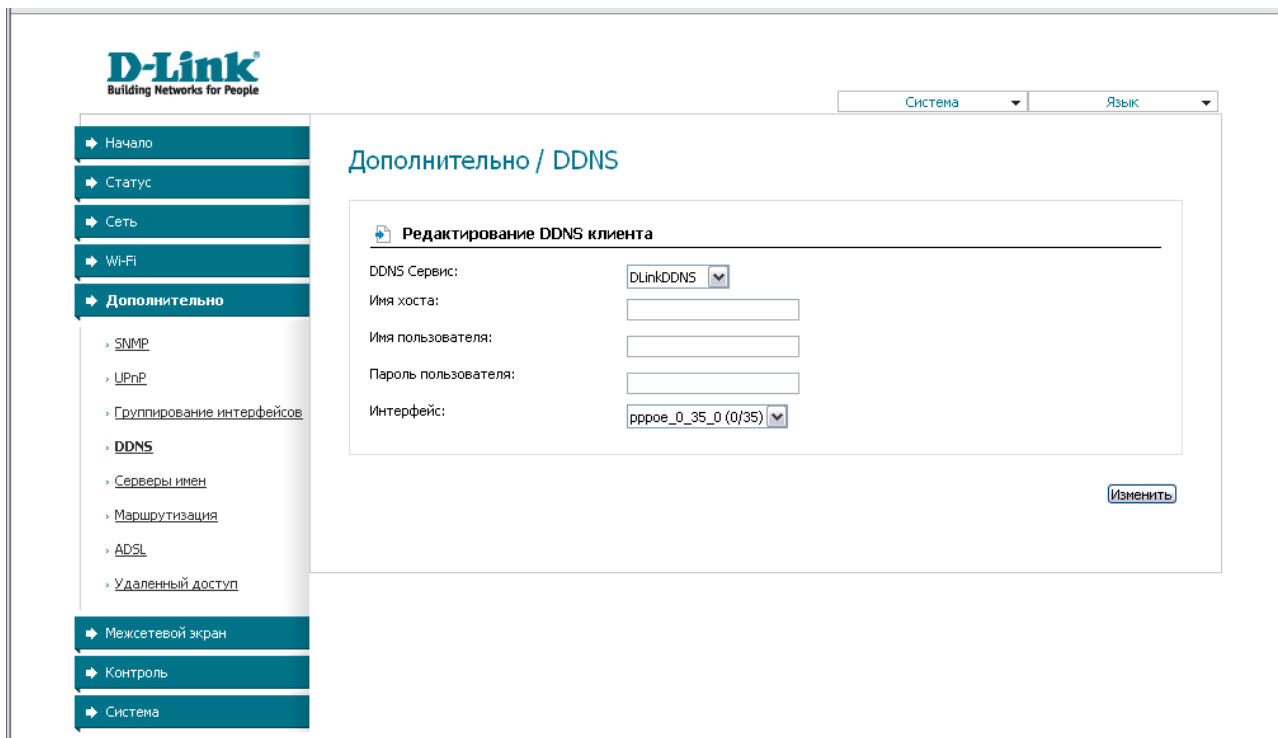 D-Link
Building Networks for People
Система
Язык
Начало
Статус
Сеть
Wi-Fi
Дополнительно
SNMP
UPnP
Группирование интерфейсов
DDNS
Серверы имен
Маршрутизация
ADSL
Удаленный доступ
Межсетевой экран
Контроль
Система
Дополнительно / DDNS
Редактирование DDNS клиента
DDNS Сервис: DLinkDDNS
Имя хоста:
Имя пользователя:
Пароль пользователя:
Интерфейс: pppoe_0_35_0 (0/35)
Изменить